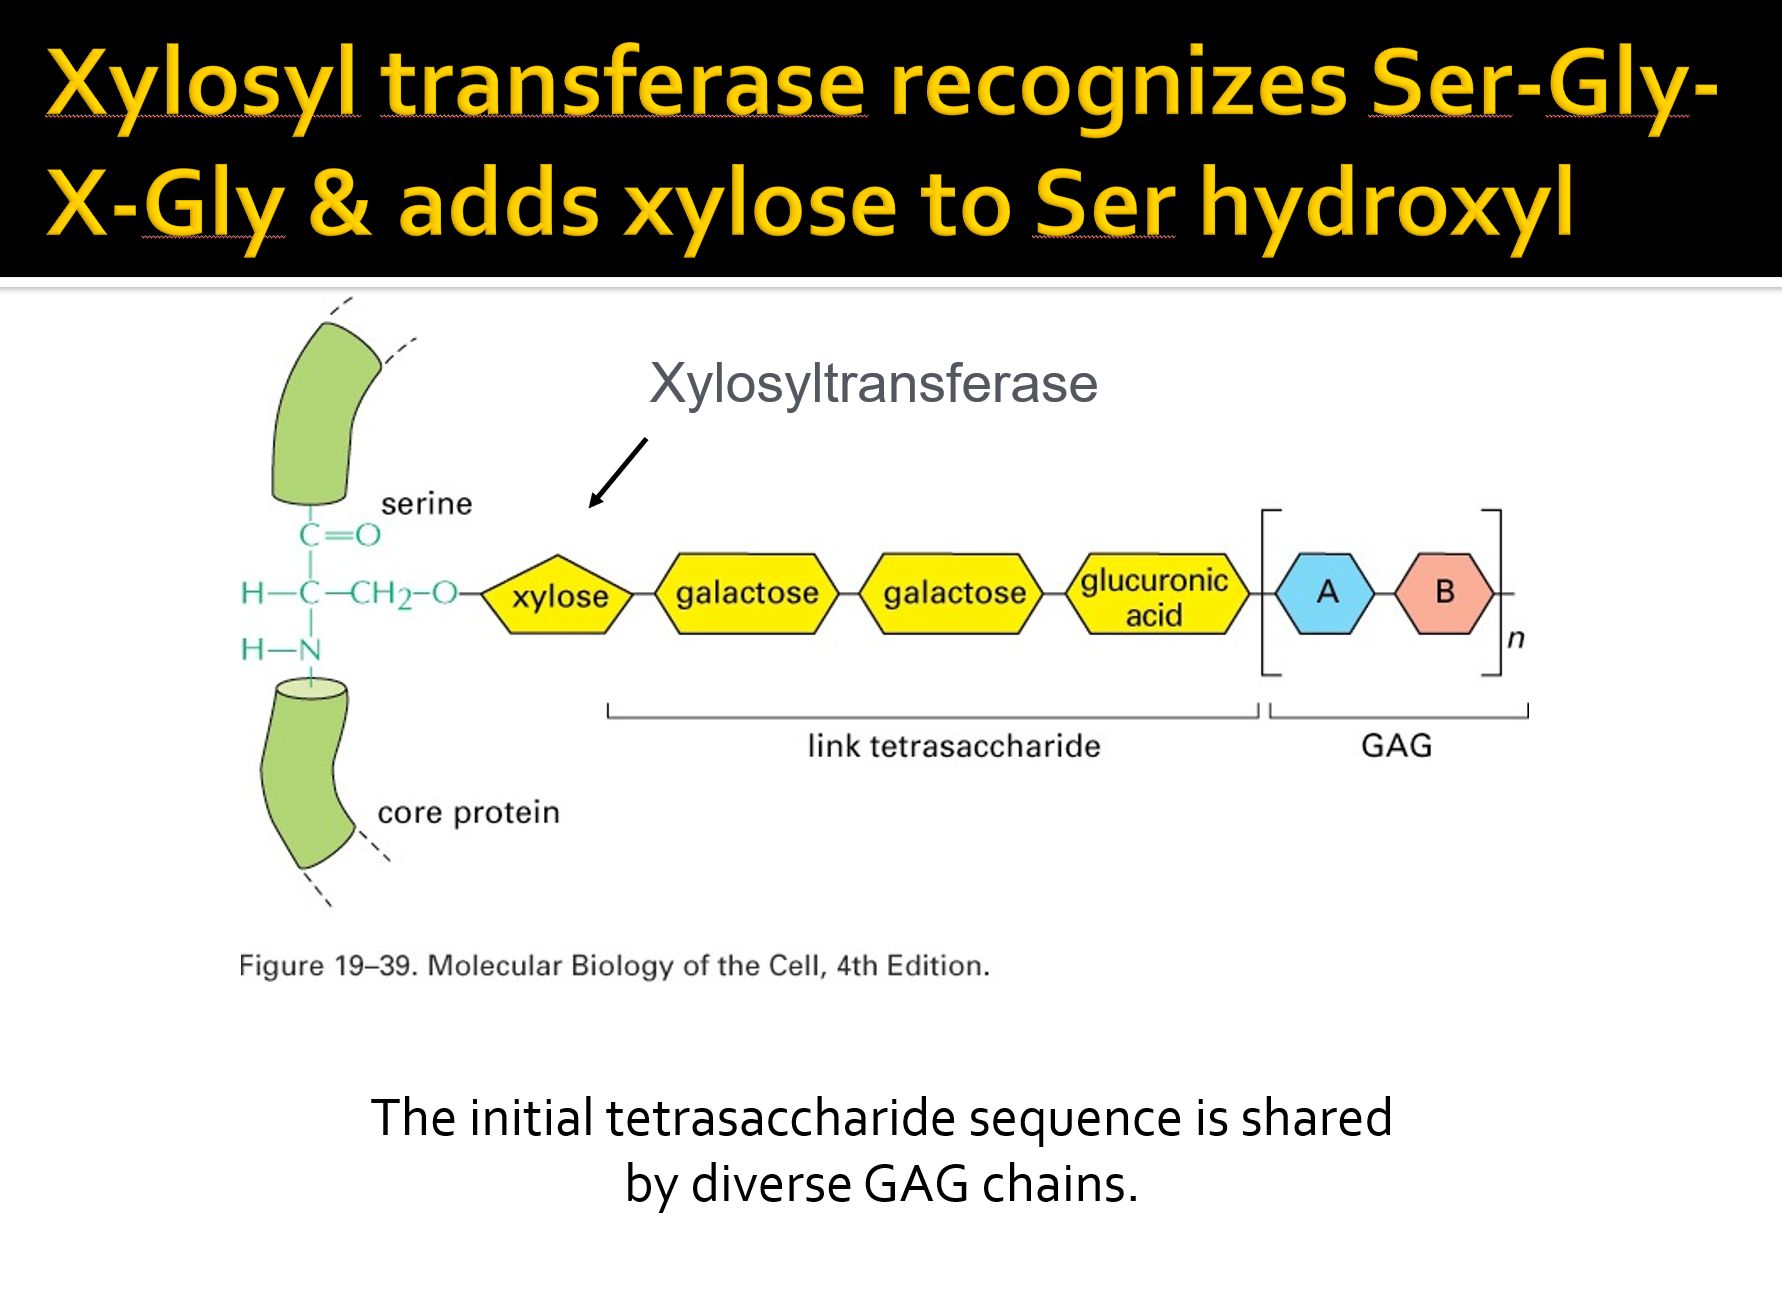 Xylosyl transferase recognizes Ser-Gly-
X-Gly & adds xylose to Ser hydroxyl
Xylosyltransferase
serine
C=O
H–C–CH2–O
xylose
galactose
galactose
glucuronic
acid
A
B
n
H–N
link tetrasaccharide
GAG
core protein
Figure 19–39. Molecular Biology of the Cell, 4th Edition.
The initial tetrasaccharide sequence is shared
by diverse GAG chains.